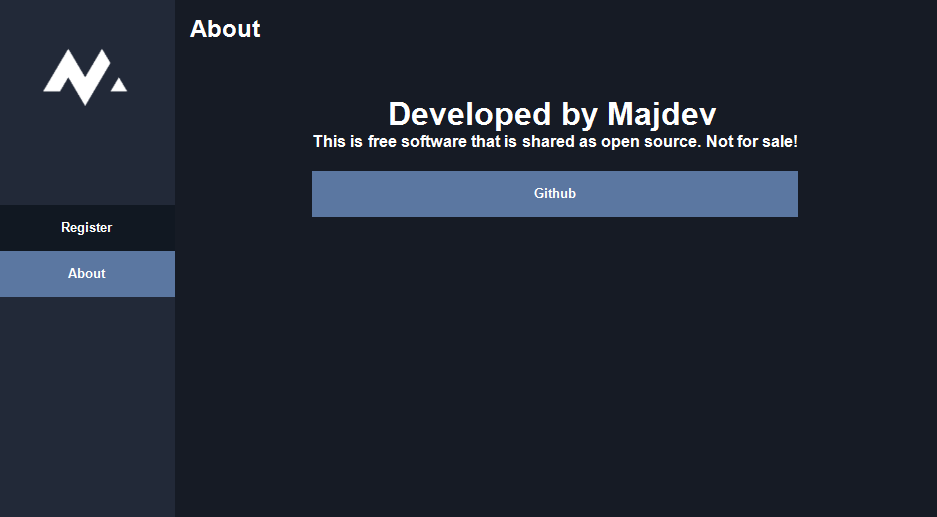 About
Developed by Majdev
This is free software that is shared as open source. Not for sale!
Github
Register
About